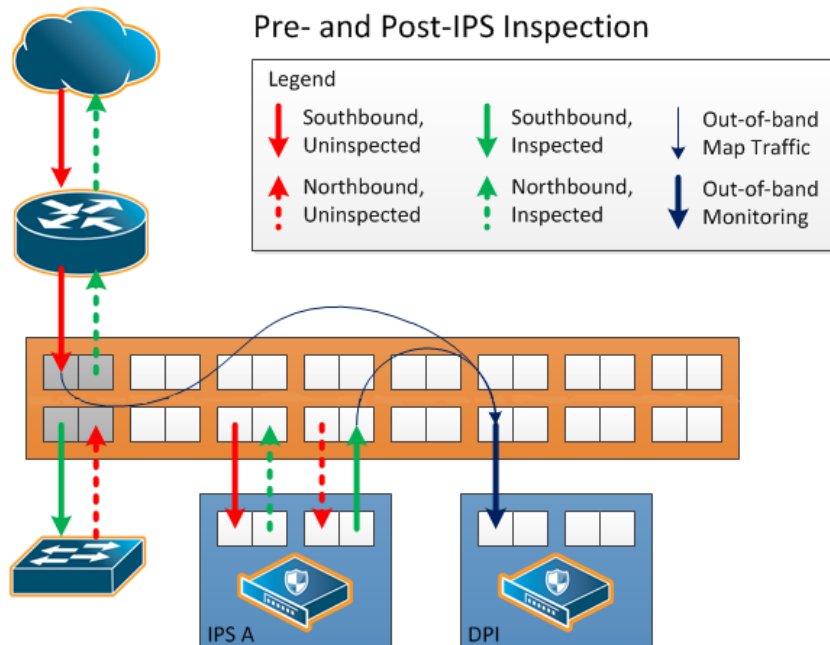 Pre- and Post-IPS Inspection
Legend
Southbound,
Uninspected
Southbound,
Inspected
Out-of-band
Map Traffic
Northbound,
Uninspected
Northbound,
Inspected
Out-of-band
Monitoring
IPS A
DPI